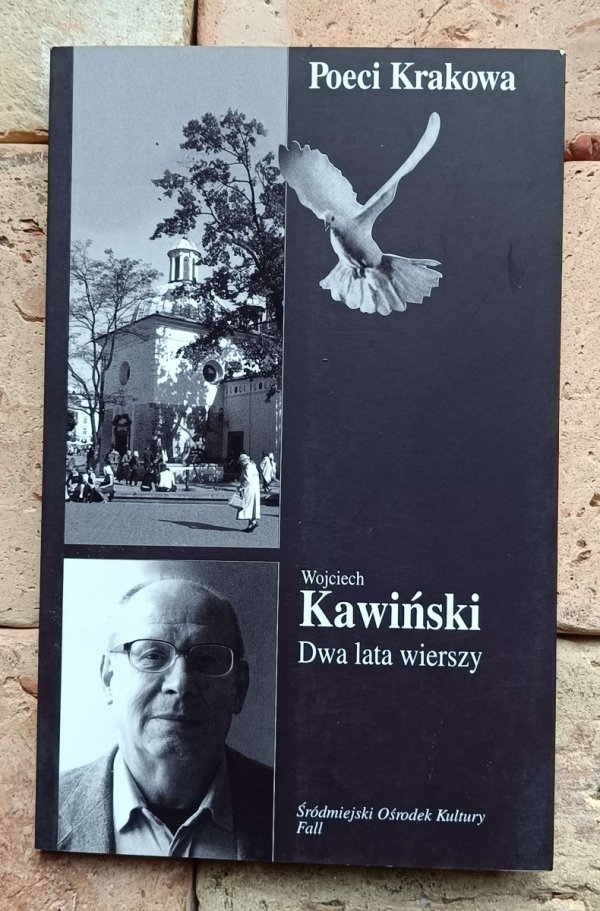 Poeci Krakowa
Wojciech
Kawiński
Dwa lata wierszy
Śródmiejski Ośrodek Kultury
Fall